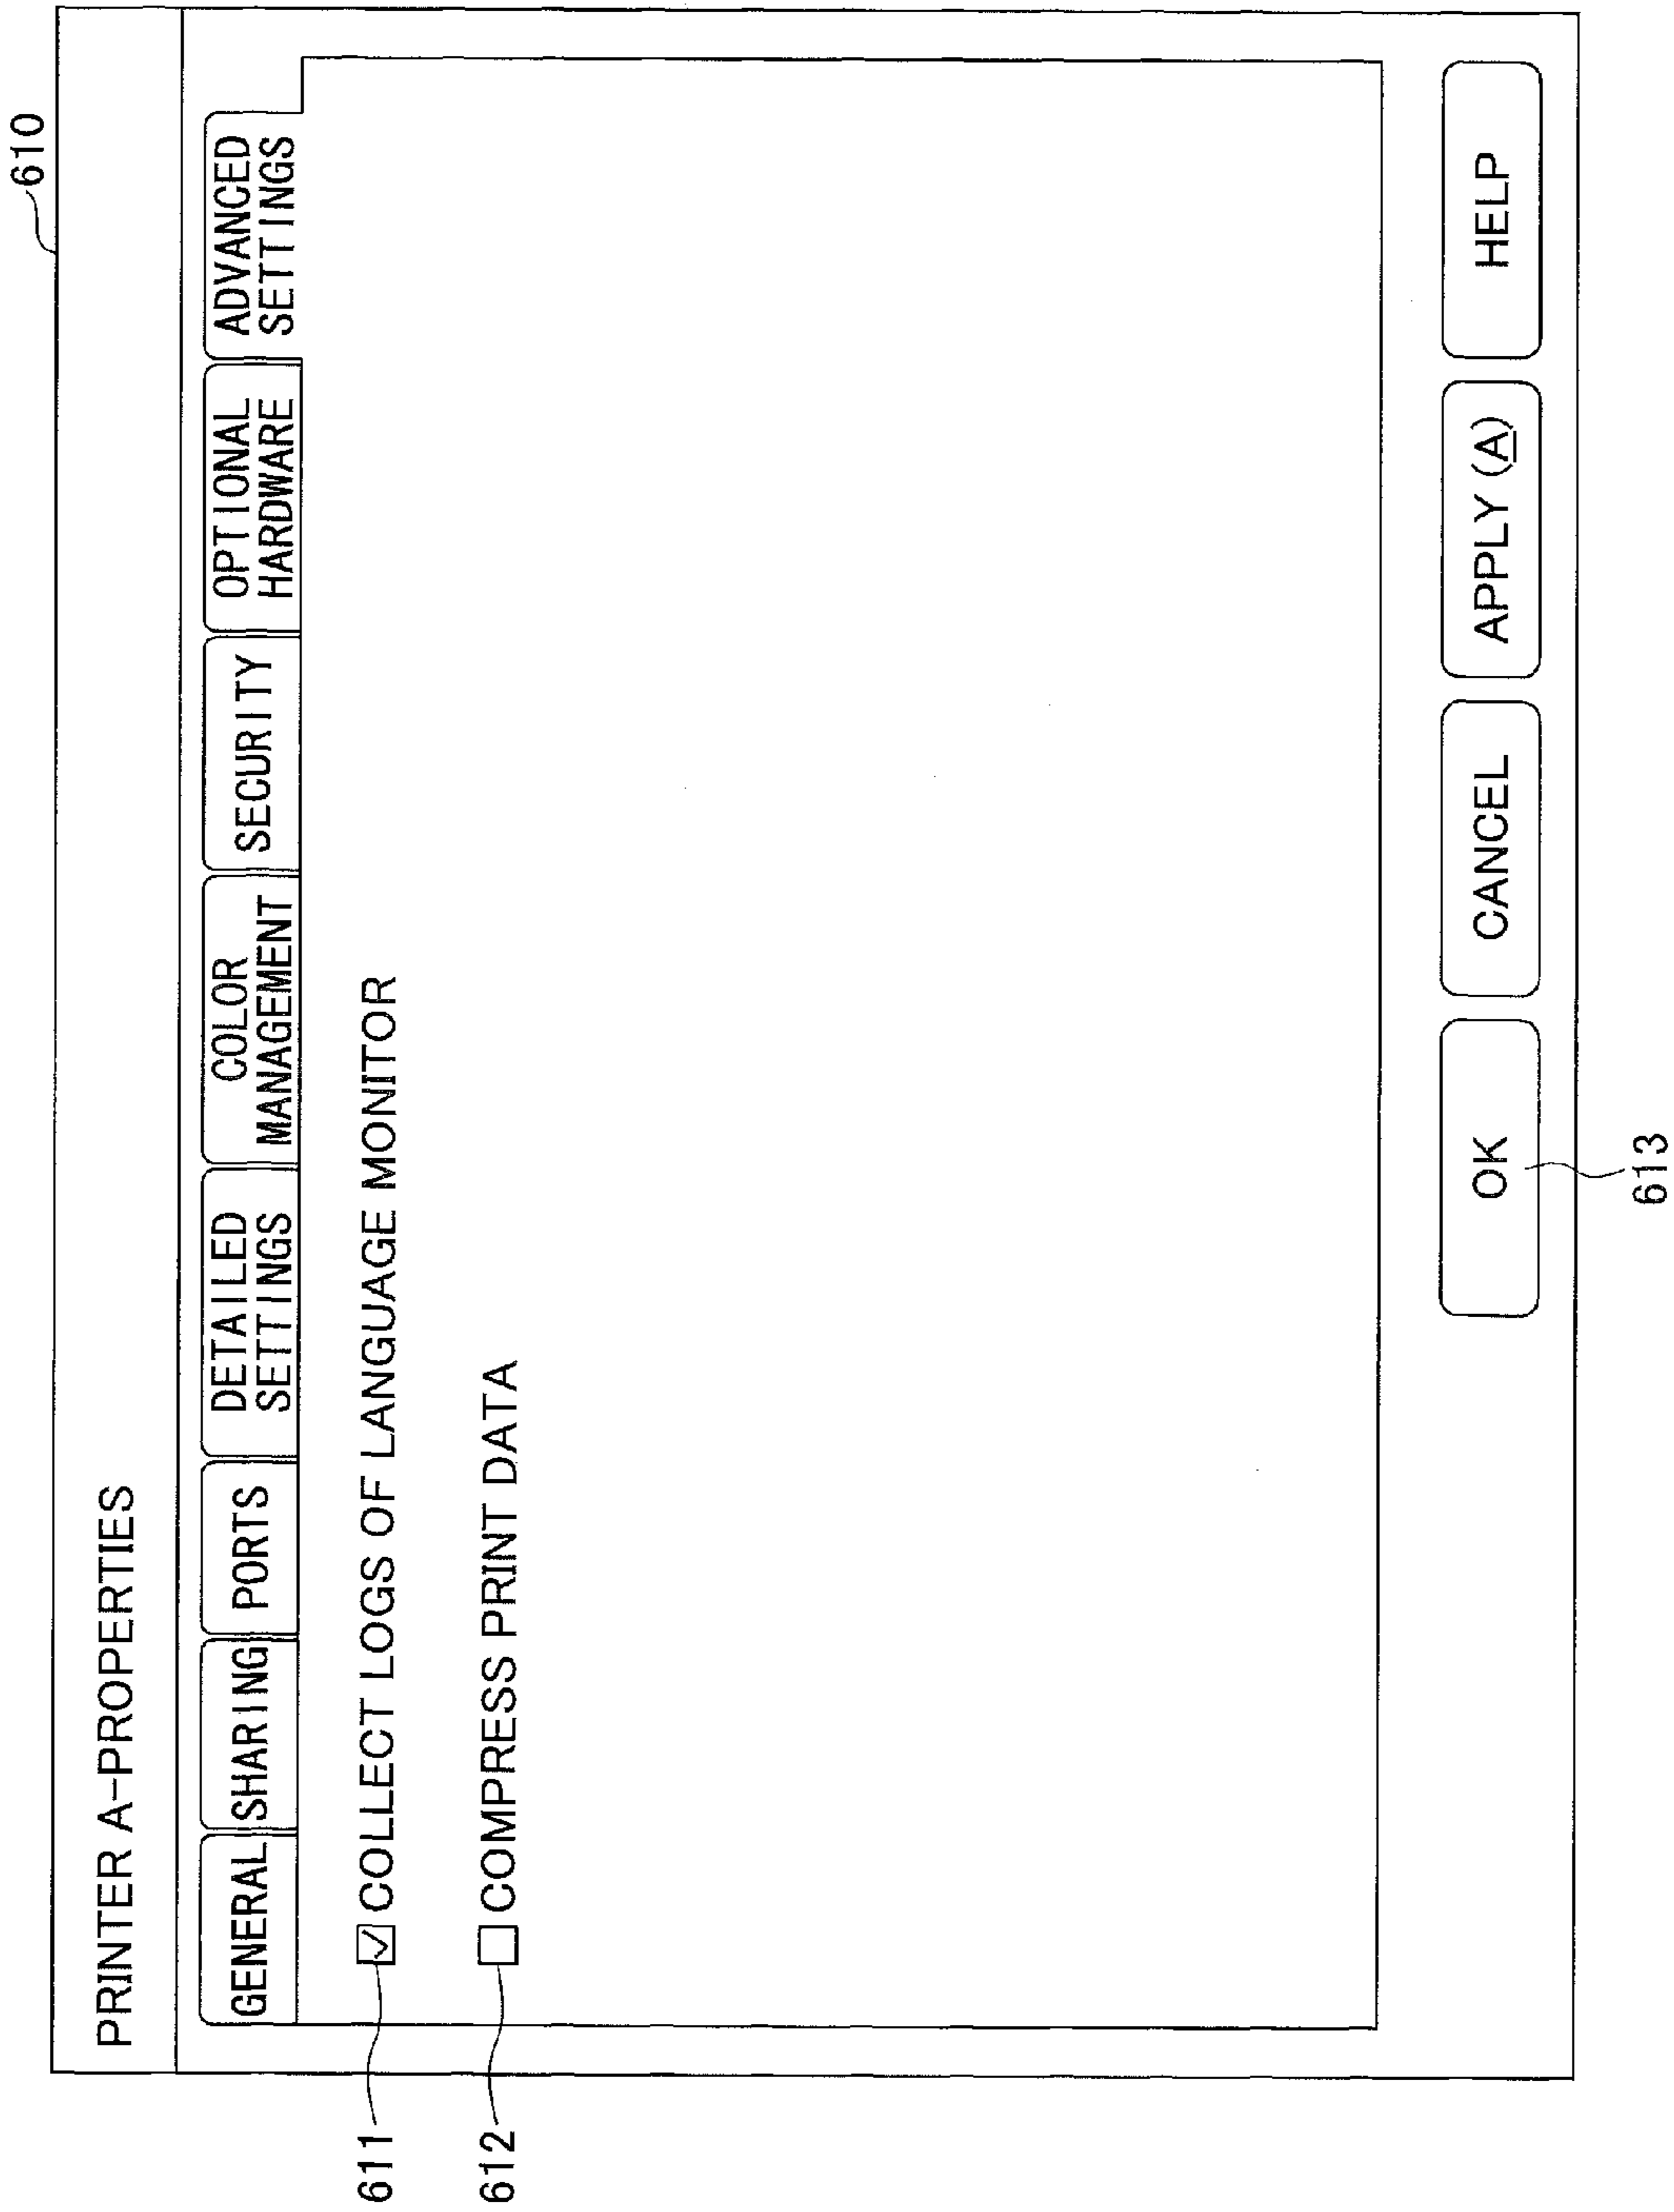 610
PRINTER A-PROPERTIES
GENERAL
SHARING
PORTS
DETAILED
SETTINGS
COLOR
MANAGEMENT
SECURITY
OPTIONAL
HARDWARE
ADVANCED
SETTINGS
611
COLLECT LOGS OF LANGUAGE MONITOR
612
COMPRESS PRINT DATA
OK
CANCEL
APPLY (A)
HELP
613